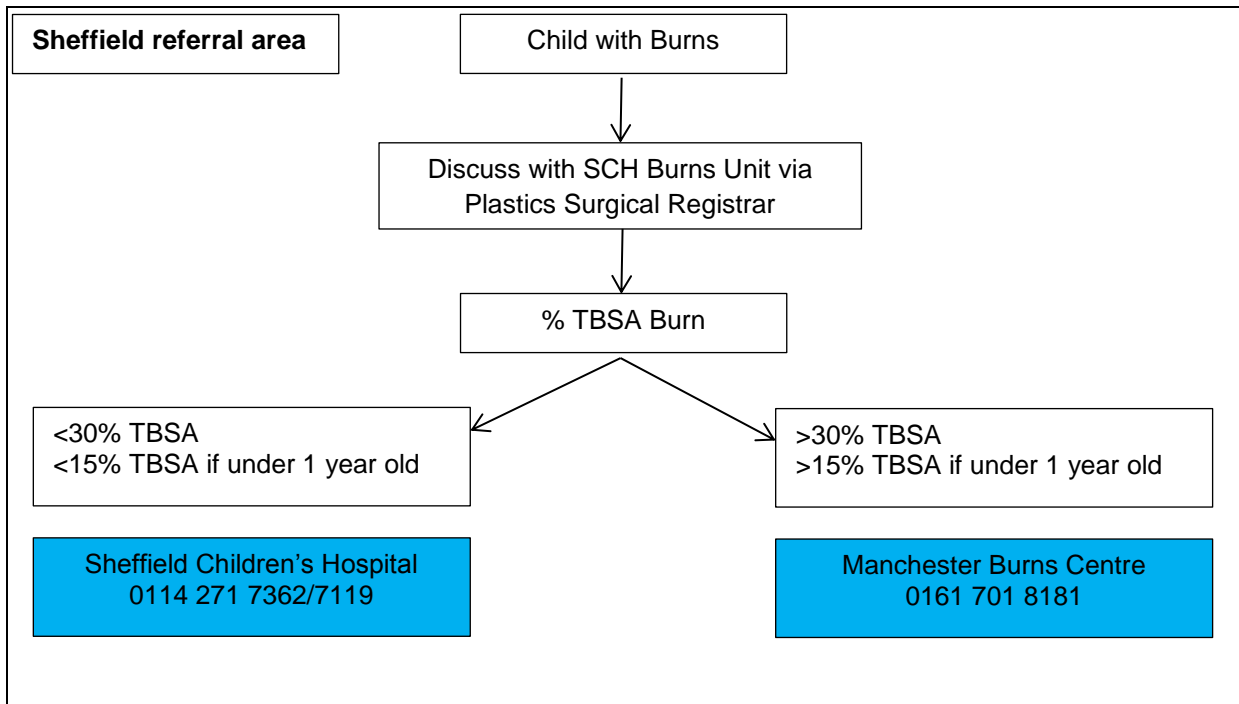 Sheffield referral area
Child with Burns
Discuss with SCH Burns Unit via
Plastics Surgical Registrar
% TBSA Burn
<30% TBSA
<15% TBSA if under 1 year old
>30% TBSA
>15% TBSA if under 1 year old
Sheffield Children’s Hospital
0114 271 7362/7119
Manchester Burns Centre
0161 701 8181